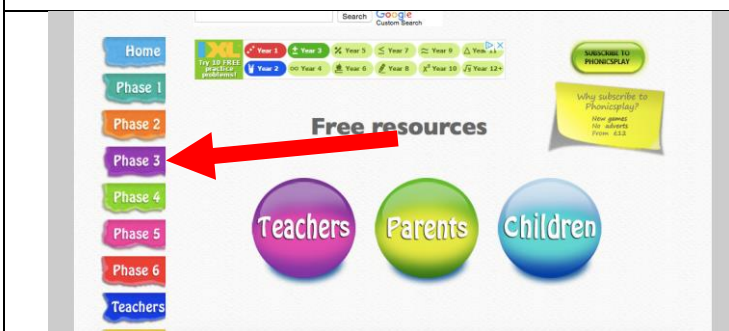 Search Google
Custom Search
IXL
Try 10 FREE
practice
problems!
Year 1
Year 3
Year 5
Year 7
Year 9
Year 11
Year 2
Year 4
Year 6
Year 8
Year 10
Year 12+
SUBSCRIBE TO
PHONICSPLAY
Why subscribe to
Phonicsplay?
New games
No adverts
From £12
Home
Phase 1
Phase 2
Phase 3
Phase 4
Phase 5
Phase 6
Teachers
Free resources
Teachers
Parents
Children